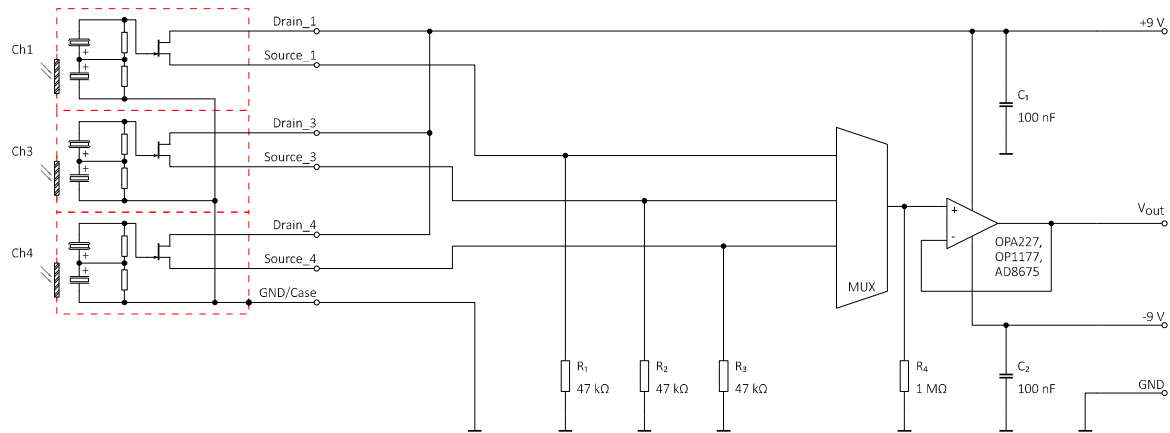 Ch1
Drain_1
Source_1
+9 V
C₁
100 nF
Ch3
Drain_3
Source_3
Ch4
Drain_4
Source_4
GND/Case
+
+
+
+
+
+
MUX
+
-
OPA227,
OP1177,
AD8675
Vout
-9 V
R₁
47 kΩ
R₂
47 kΩ
R₃
47 kΩ
R₄
1 MΩ
C₂
100 nF
GND